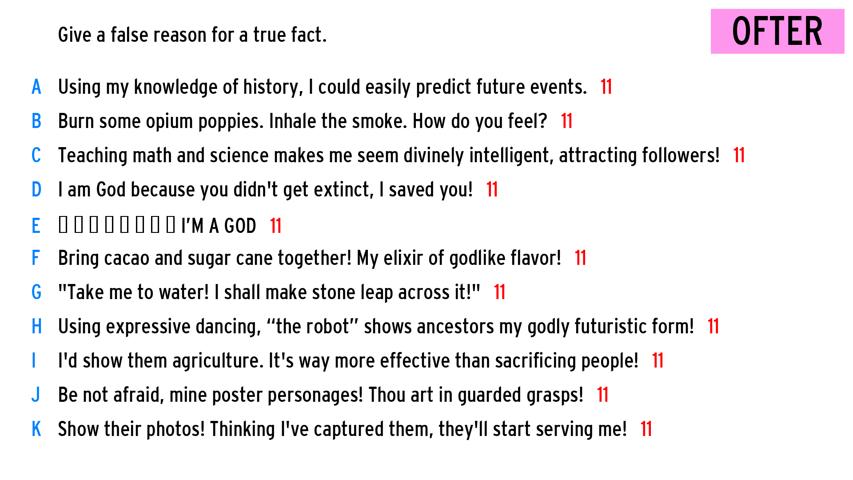 Give a false reason for a true fact.
OFTER
A Using my knowledge of history, I could easily predict future events. 11
B Burn some opium poppies. Inhale the smoke. How do you feel? 11
C Teaching math and science makes me seem divinely intelligent, attracting followers! 11
D I am God because you didn't get extinct, I saved you! 11
E ▯ ▯ ▯ ▯ ▯ ▯ ▯ ▯ I'M A GOD 11
F Bring cacao and sugar cane together! My elixir of godlike flavor! 11
G "Take me to water! I shall make stone leap across it!" 11
H Using expressive dancing, “the robot” shows ancestors my godly futuristic form! 11
I I'd show them agriculture. It's way more effective than sacrificing people! 11
J Be not afraid, mine poster personages! Thou art in guarded grasps! 11
K Show their photos! Thinking I've captured them, they'll start serving me! 11